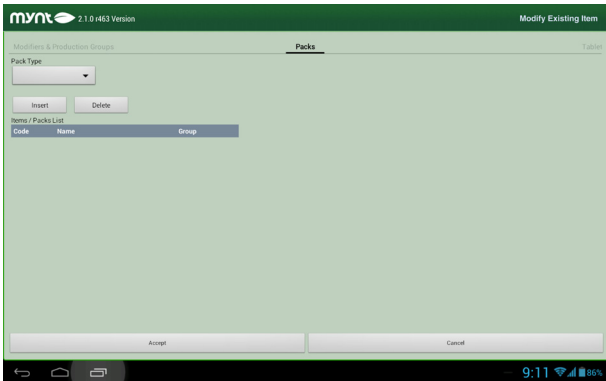 mynt 2.1.0 r463 Version Modify Existing Item
Modifiers & Production Groups Packs Tablet
Pack Type
Insert Delete
Items / Packs List
Code Name Group
Accept Cancel
9:11 86%